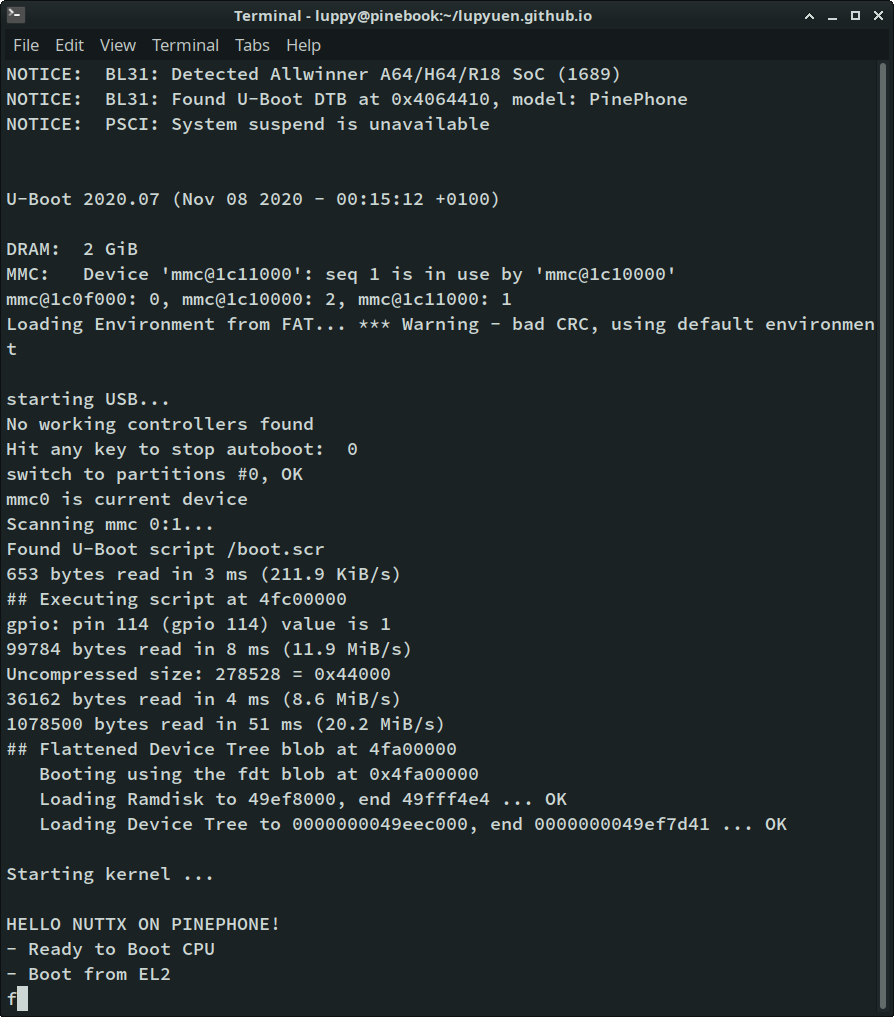 Terminal - luppy@pinebook:~/lupyuen.github.io
File Edit View Terminal Tabs Help
NOTICE:  BL31: Detected Allwinner A64/H64/R18 SoC (1689)
NOTICE:  BL31: Found U-Boot DTB at 0x4064410, model: PinePhone
NOTICE:  PSCI: System suspend is unavailable
U-Boot 2020.07 (Nov 08 2020 - 00:15:12 +0100)
DRAM:  2 GiB
MMC:   Device 'mmc@1c11000': seq 1 is in use by 'mmc@1c10000'
mmc@1c0f000: 0, mmc@1c10000: 2, mmc@1c11000: 1
Loading Environment from FAT... *** Warning - bad CRC, using default environmen
t
starting USB...
No working controllers found
Hit any key to stop autoboot:  0
switch to partitions #0, OK
mmc0 is current device
Scanning mmc 0:1...
Found U-Boot script /boot.scr
653 bytes read in 3 ms (211.9 KiB/s)
## Executing script at 4fc00000
gpio: pin 114 (gpio 114) value is 1
99784 bytes read in 8 ms (11.9 MiB/s)
Uncompressed size: 278528 = 0x44000
36162 bytes read in 4 ms (8.6 MiB/s)
1078500 bytes read in 51 ms (20.2 MiB/s)
## Flattened Device Tree blob at 4fa00000
   Booting using the fdt blob at 0x4fa00000
   Loading Ramdisk to 49ef8000, end 49fff4e4 ... OK
   Loading Device Tree to 0000000049eec000, end 0000000049ef7d41 ... OK
Starting kernel ...
HELLO NUTTX ON PINEPHONE!
- Ready to Boot CPU
- Boot from EL2
f